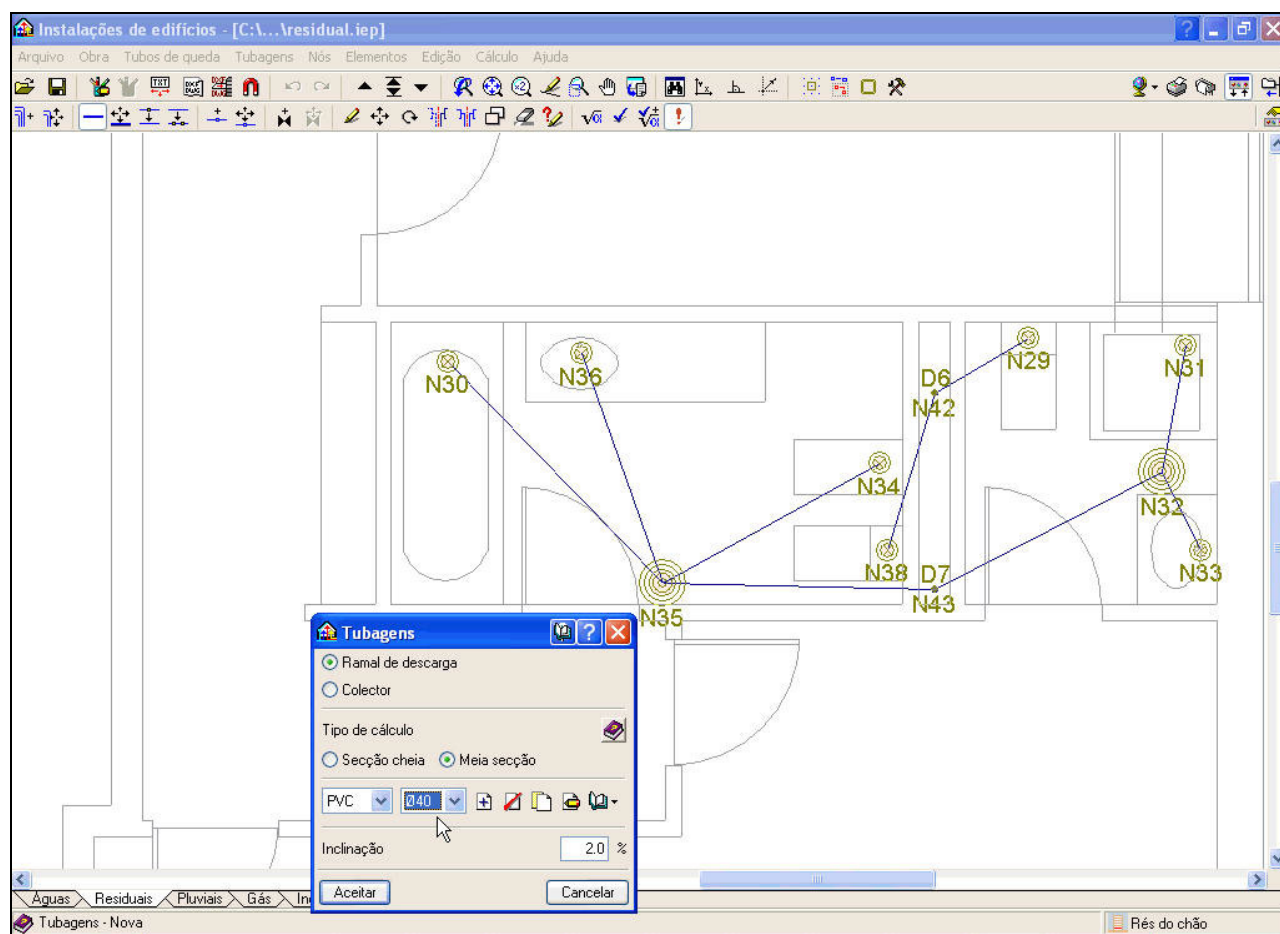 Instalações de edifícios - [C:\...\residual.iep]
Arquivo Obra Tubos de queda Tubagens Nós Elementos Edição Cálculo Ajuda
N30
N36
D6
N42
N29
N31
N34
N32
N38
D7
N43
N33
N35
Tubagens
Ramal de descarga
Colector
Tipo de cálculo
Secção cheia Meia secção
PVC Ø40
Inclinação 2.0 %
Aceitar Cancelar
Águas Residuais Pluviais Gás
Tubagens - Nova Rés do chão